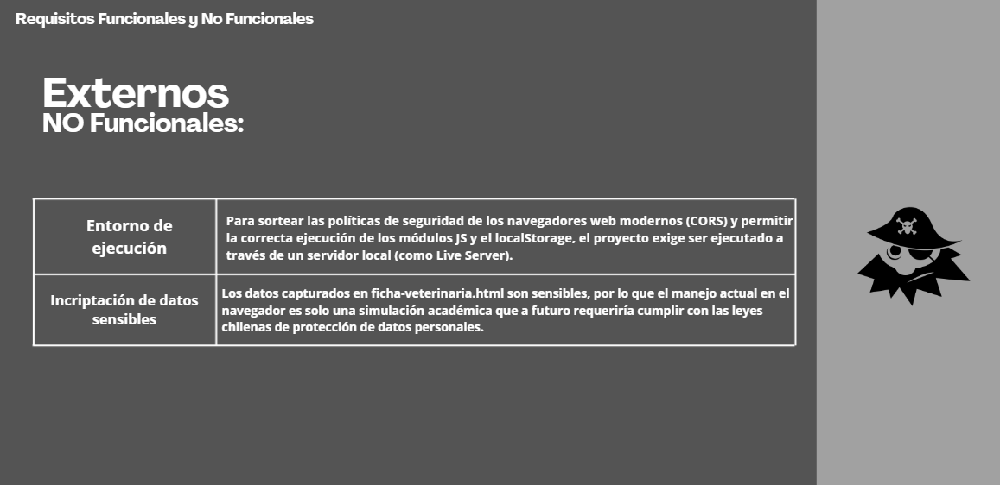 Requisitos Funcionales y No Funcionales
Externos
NO Funcionales:
Entorno de
ejecución
Para sortear las políticas de seguridad de los navegadores web modernos (CORS) y permitir
la correcta ejecución de los módulos JS y el localStorage, el proyecto exige ser ejecutado a
través de un servidor local (como Live Server).
Incriptación de datos
sensibles
Los datos capturados en ficha-veterinaria.html son sensibles, por lo que el manejo actual en el
navegador es solo una simulación académica que a futuro requeriría cumplir con las leyes
chilenas de protección de datos personales.